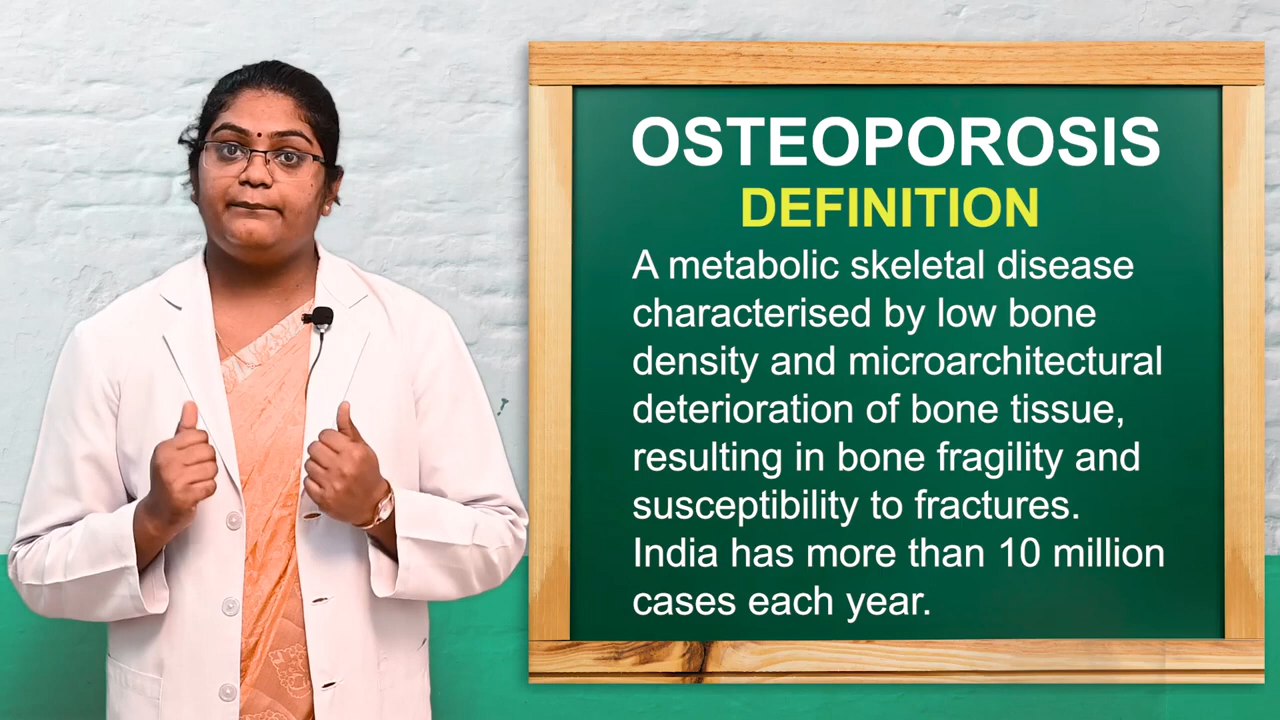 OSTEOPOROSIS
DEFINITION
A metabolic skeletal disease
characterised by low bone
density and microarchitectural
deterioration of bone tissue,
resulting in bone fragility and
susceptibility to fractures.
India has more than 10 million
cases each year.